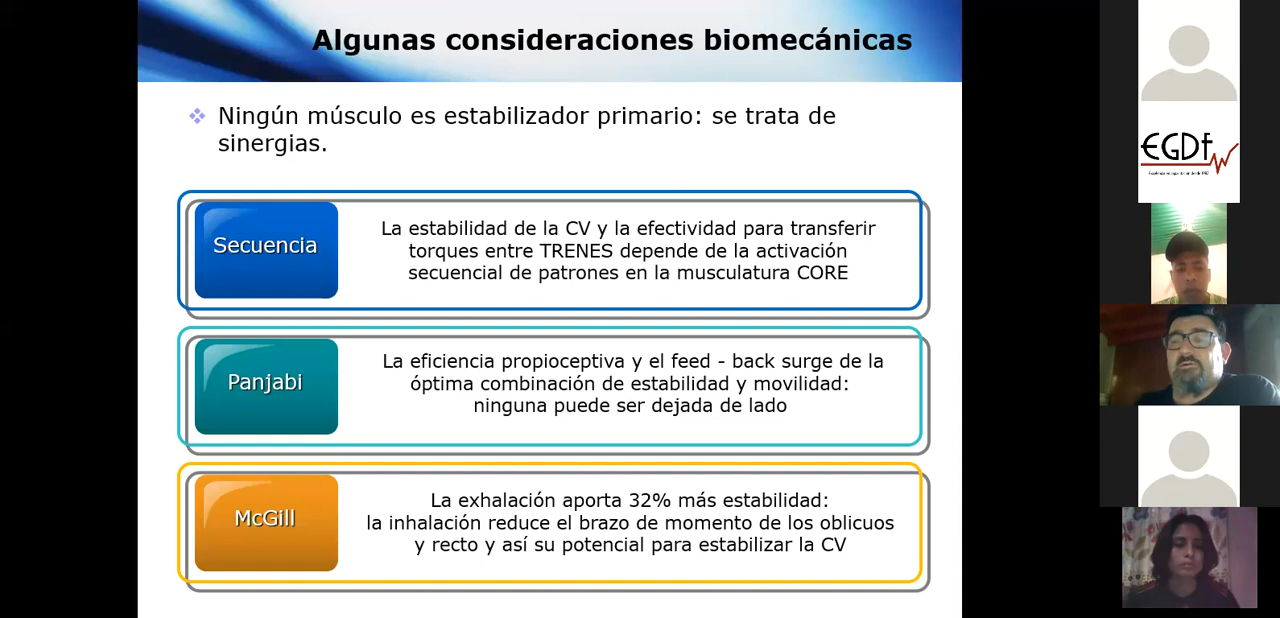 Algunas consideraciones biomecánicas
Ningún músculo es estabilizador primario: se trata de
sinergias.
Secuencia
La estabilidad de la CV y la efectividad para transferir
torques entre TRENES depende de la activación
secuencial de patrones en la musculatura CORE
Panjabi
La eficiencia propioceptiva y el feed - back surge de la
óptima combinación de estabilidad y movilidad:
ninguna puede ser dejada de lado
McGill
La exhalación aporta 32% más estabilidad:
la inhalación reduce el brazo de momento de los oblicuos
y recto y así su potencial para estabilizar la CV
EGDf